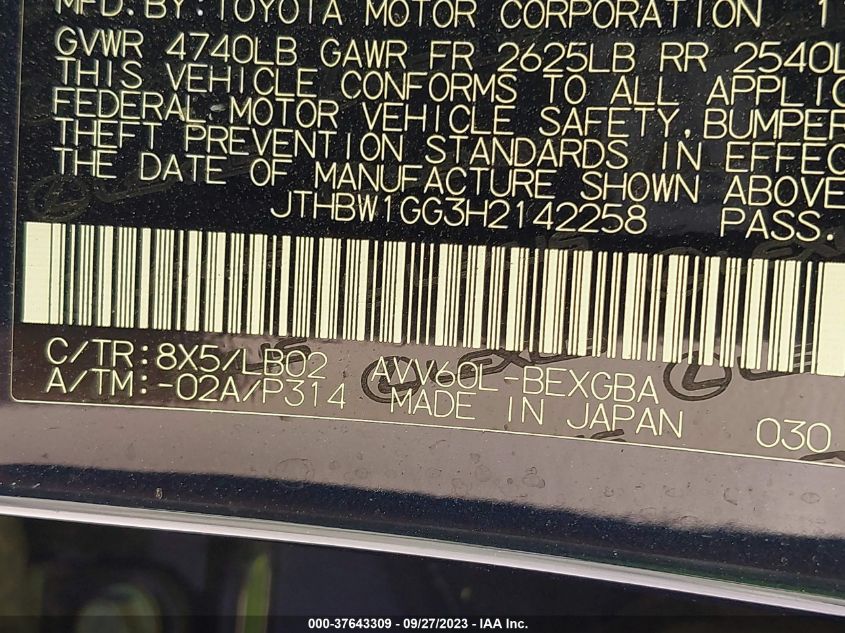 MFD. BY: TOYOTA MOTOR CORPORATION 1
GVWR 4740LB GAWR FR 2625LB RR 2540L
THIS VEHICLE CONFORMS TO ALL APPLIC
FEDERAL MOTOR VEHICLE SAFETY, BUMPER
THEFT PREVENTION STANDARDS IN EFFEC
THE DATE OF MANUFACTURE SHOWN ABOVE
JTHBW1GG3H2142258 PASS.
C/TR: 8X5/LB02 AVV60L-BEXGBA
A/TM: -02A/P314 MADE IN JAPAN 030
000-37643309 - 09/27/2023 - IAA Inc.